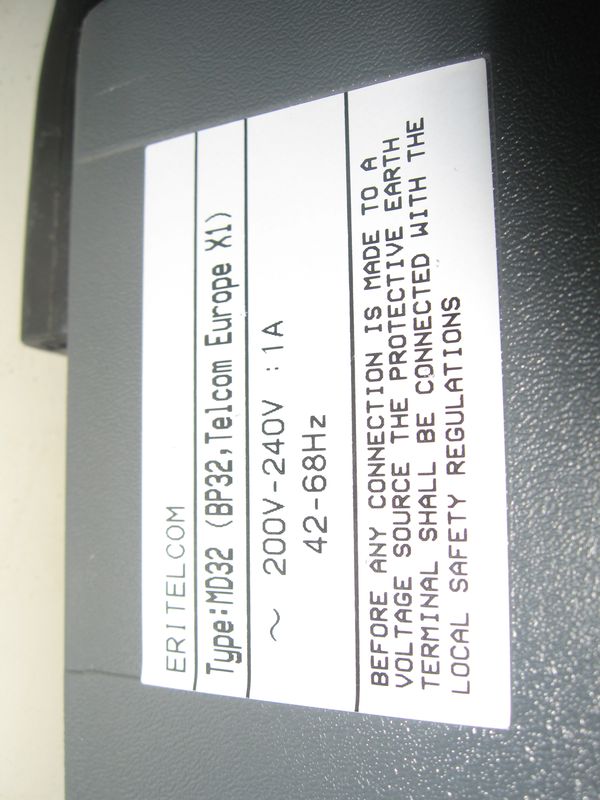 ERITELCOM
Type:MD32 (BP32,Telcom Europe X1)
~ 200V-240V : 1A
42-68Hz
BEFORE ANY CONNECTION IS MADE TO A
VOLTAGE SOURCE THE PROTECTIVE EARTH
TERMINAL SHALL BE CONNECTED WITH THE
LOCAL SAFETY REGULATIONS